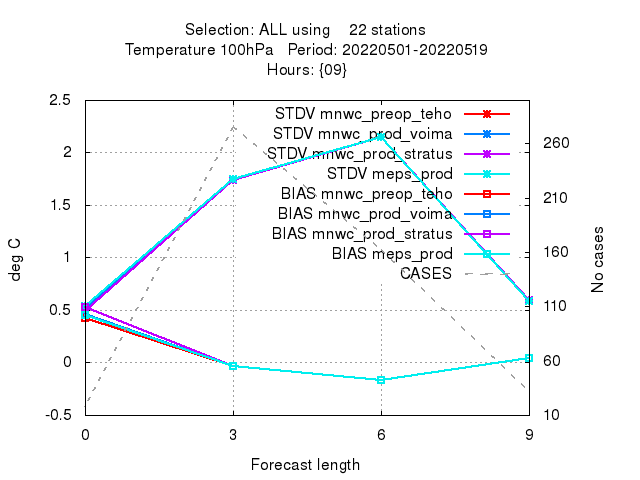 Selection: ALL using 22 stations
Temperature 100hPa Period: 20220501-20220519
Hours: {09}
2.5
2
1.5
1
0.5
0
-0.5
deg C
STDV mnwc_preop_teho
STDV mnwc_prod_voima
STDV mnwc_prod_stratus
STDV meps_prod
BIAS mnwc_preop_teho
BIAS mnwc_prod_voima
BIAS mnwc_prod_stratus
BIAS meps_prod
CASES
260
210
160
110
60
10
No cases
0 3 6 9
Forecast length